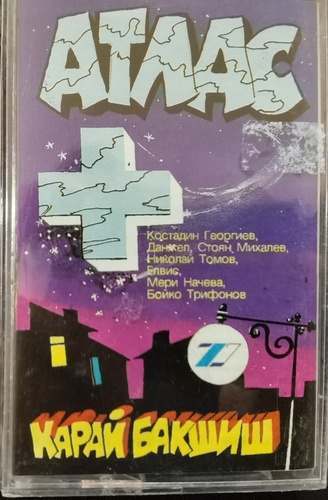 АТЛАС
Костадин Георгиев,
Даниел, Стоян Михалев,
Николай Томов,
Елвис,
Мери Начева,
Бойко Трифонов
КАРАЙ БАКШИШ